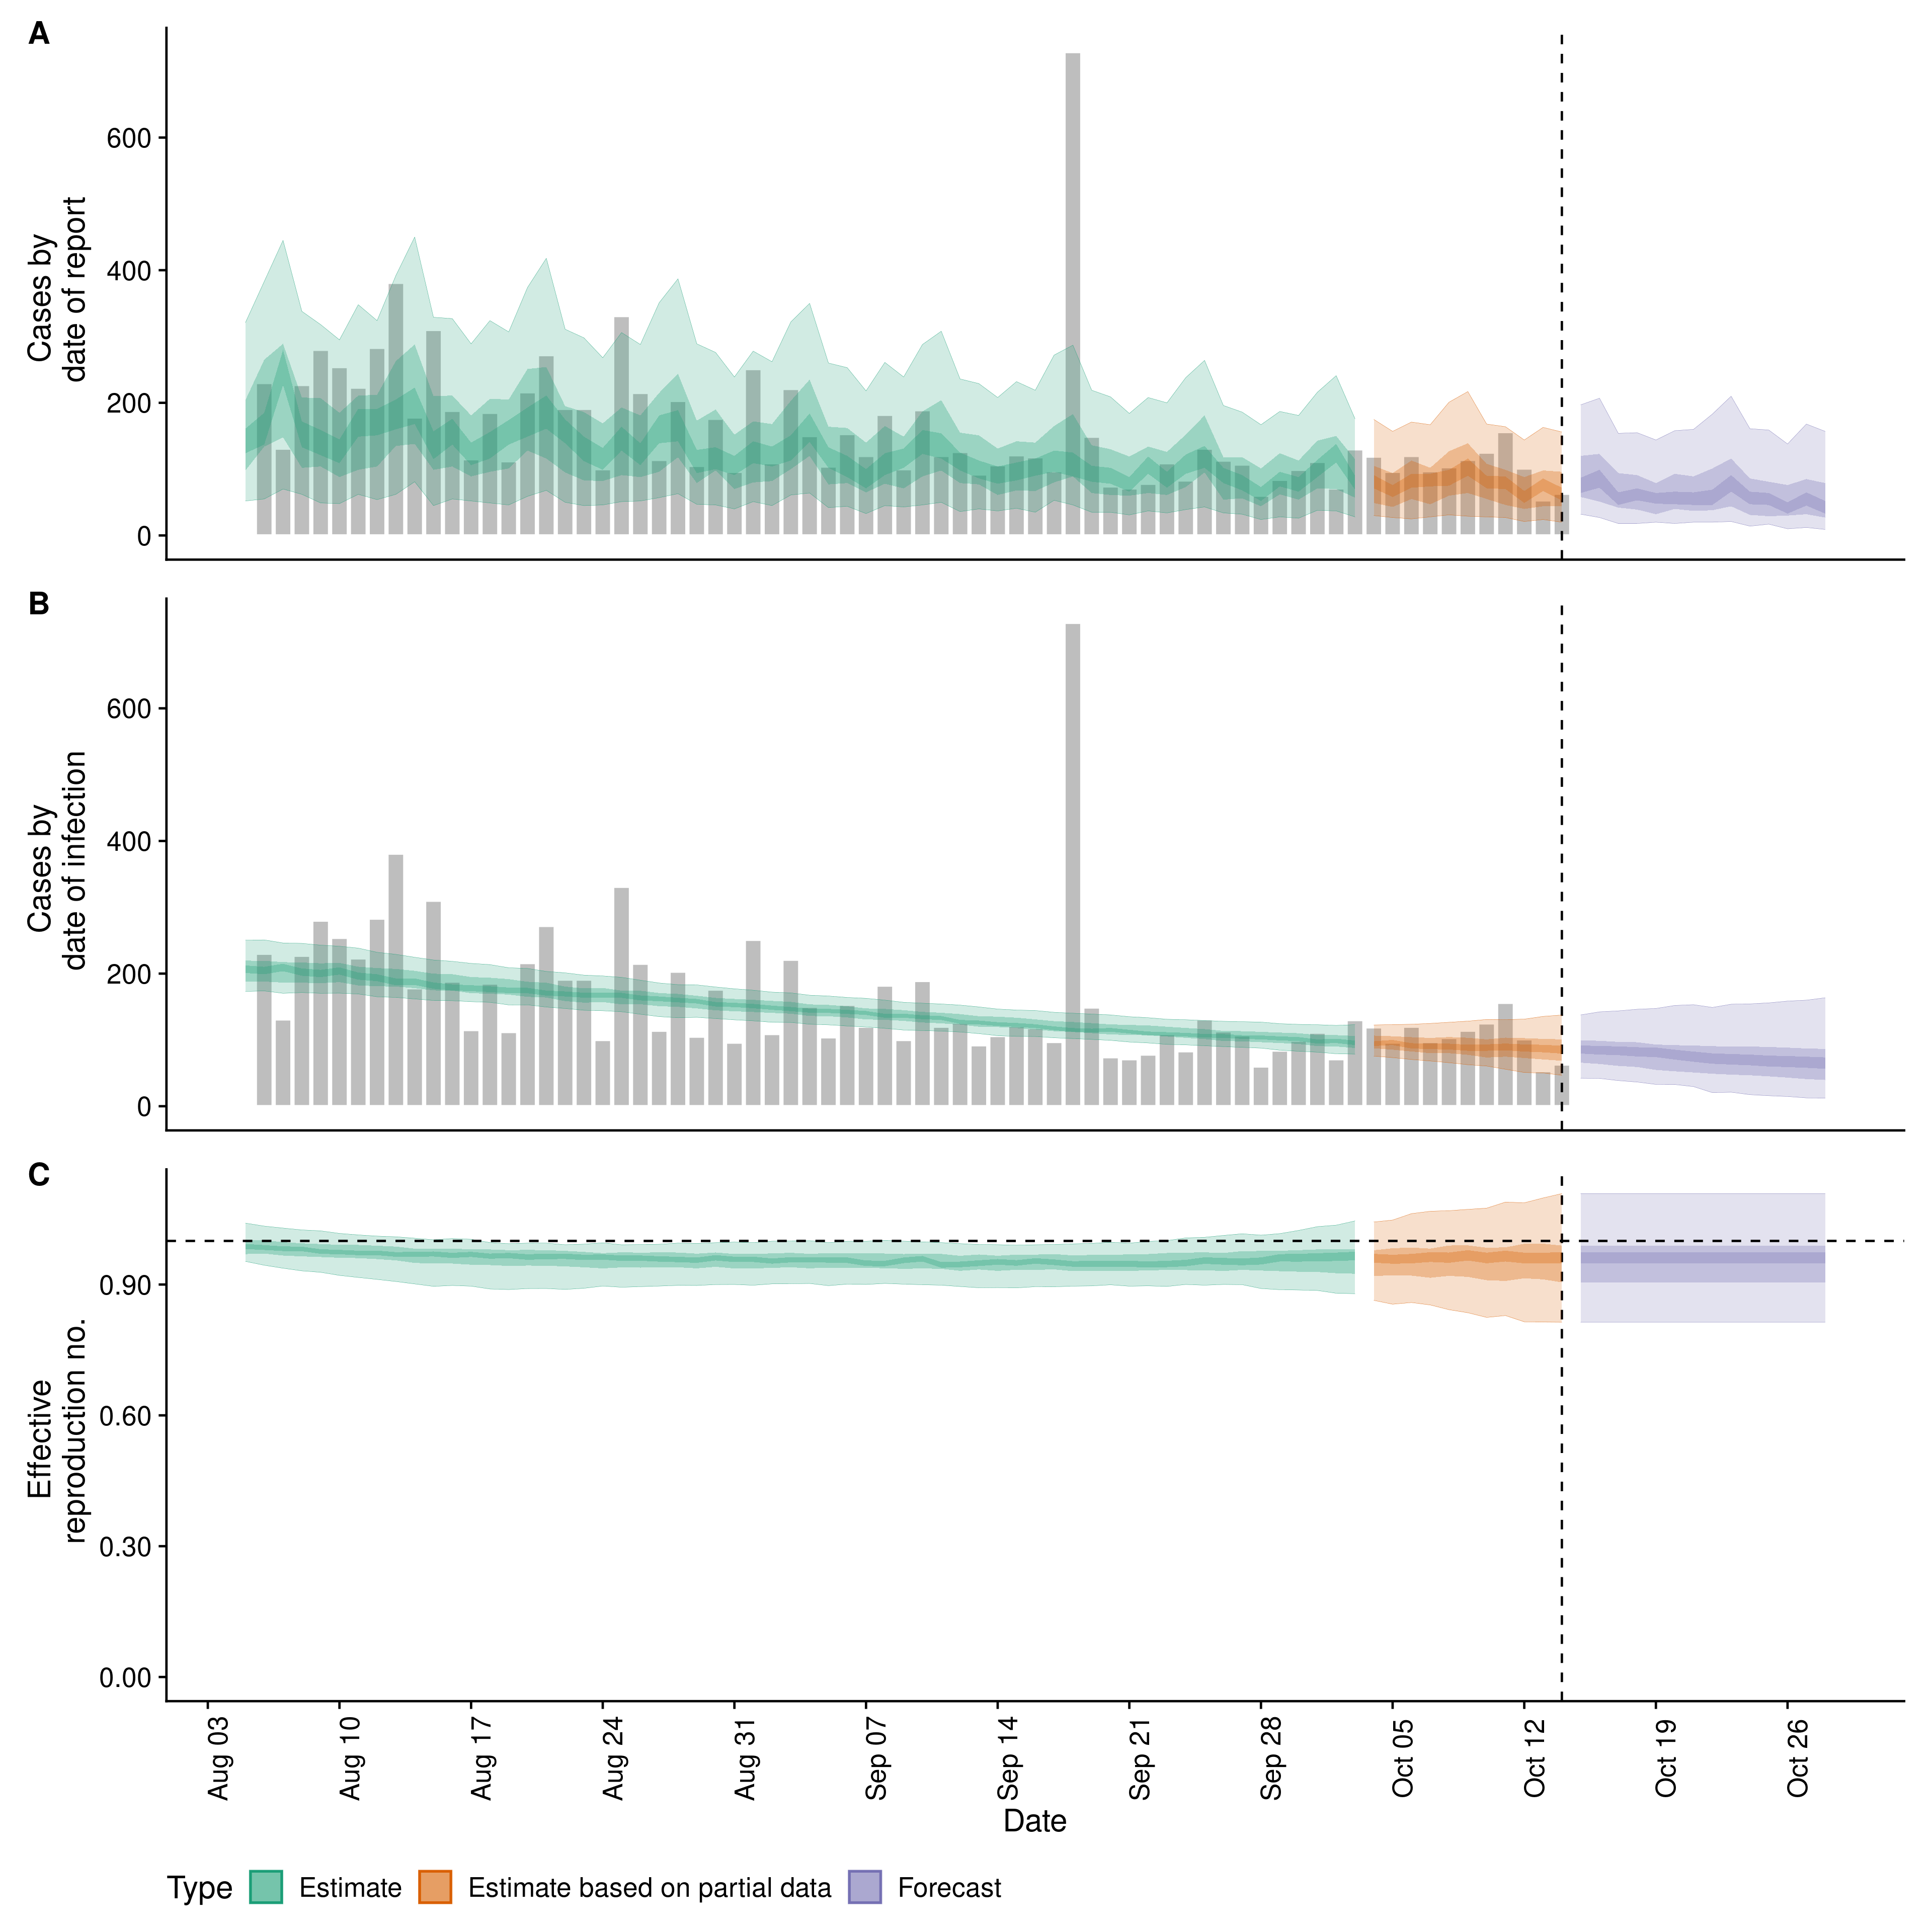 A
Cases by
date of report
600
400
200
0
B
Cases by
date of infection
600
400
200
0
C
Effective
reproduction no.
0.90
0.60
0.30
0.00
Aug 03
Aug 10
Aug 17
Aug 24
Aug 31
Sep 07
Sep 14
Sep 21
Sep 28
Oct 05
Oct 12
Oct 19
Oct 26
Date
Type Estimate Estimate based on partial data Forecast